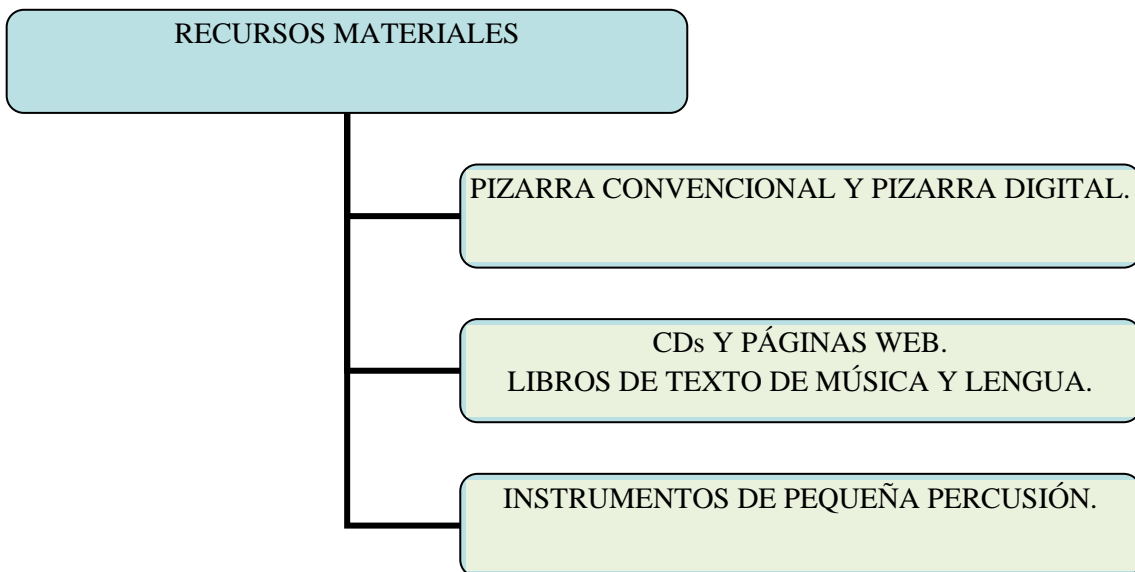 RECURSOS MATERIALES
PIZARRA CONVENCIONAL Y PIZARRA DIGITAL.
CDs Y PÁGINAS WEB.
LIBROS DE TEXTO DE MÚSICA Y LENGUA.
INSTRUMENTOS DE PEQUEÑA PERCUSIÓN.